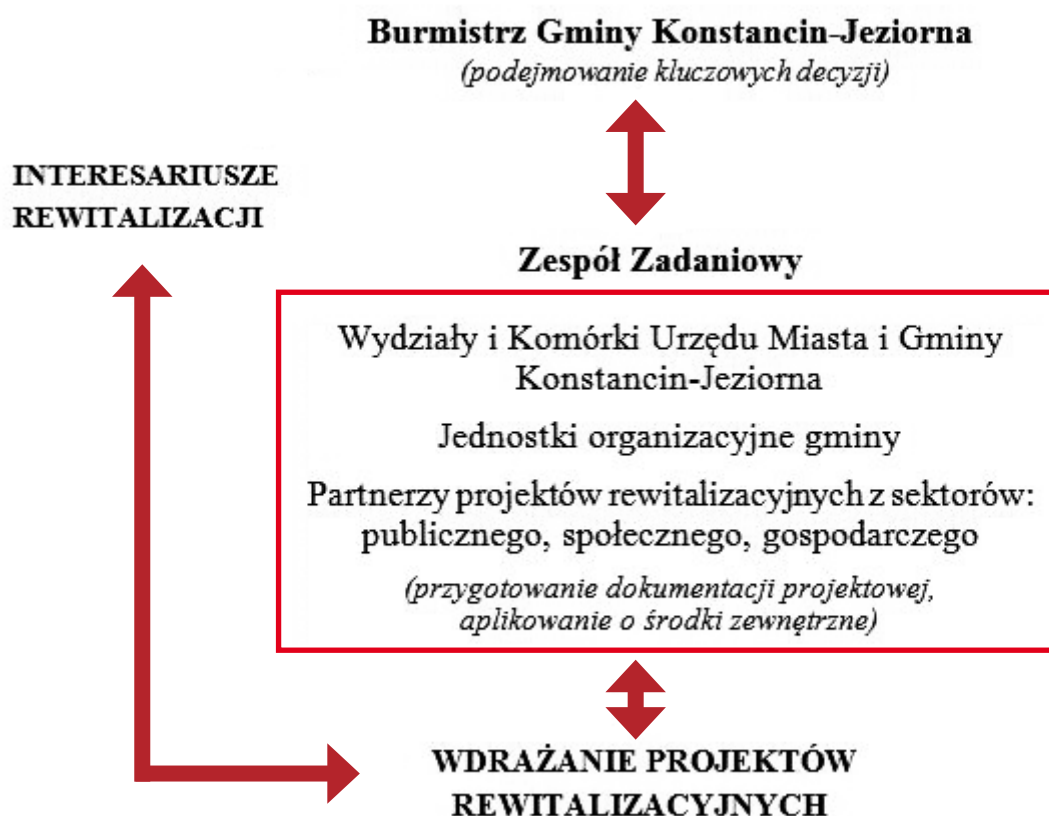 Burmistrz Gminy Konstancin-Jeziorna
(podejmowanie kluczowych decyzji)
INTERESARIUSZE
REWITALIZACJI
Zespół Zadaniowy
Wydziały i Komórki Urzędu Miasta i Gminy
Konstancin-Jeziorna
Jednostki organizacyjne gminy
Partnerzy projektów rewitalizacyjnych z sektorów:
publicznego, społecznego, gospodarczego
(przygotowanie dokumentacji projektowej,
aplikowanie o środki zewnętrzne)
WDRAŻANIE PROJEKTÓW
REWITALIZACYJNYCH